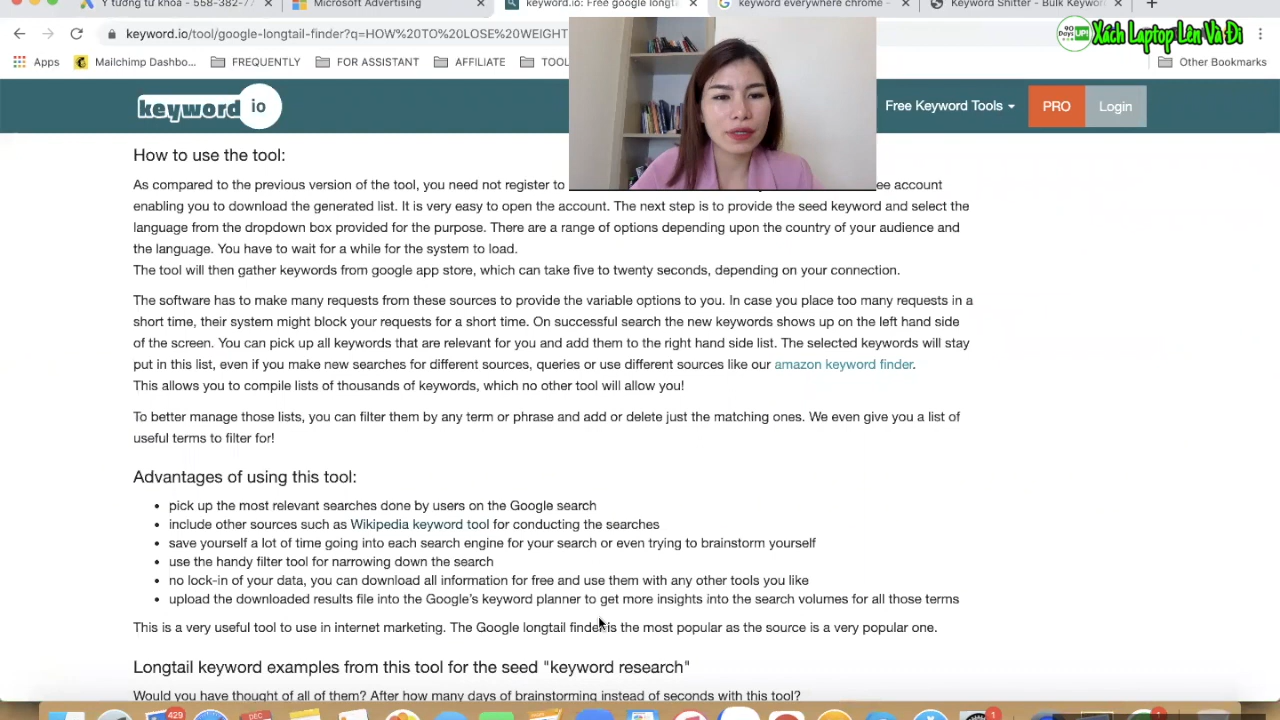 Ý tưởng từ khóa - 558-382-77
Microsoft Advertising
keyword.io: Free google longt
keyword everywhere chrome -
Keyword Shitter - Bulk Keywor
keyword.io/tool/google-longtail-finder?q=HOW%20TO%20LOSE%20WEIGHT
90 Days UP!
Xách Laptop Lên Và Đi
Apps
Mailchimp Dashbo...
FREQUENTLY
FOR ASSISTANT
AFFILIATE
TOOL
Other Bookmarks
keyword io
Free Keyword Tools
PRO
Login
How to use the tool:
As compared to the previous version of the tool, you need not register to
ee account
enabling you to download the generated list. It is very easy to open the account. The next step is to provide the seed keyword and select the
language from the dropdown box provided for the purpose. There are a range of options depending upon the country of your audience and
the language. You have to wait for a while for the system to load.
The tool will then gather keywords from google app store, which can take five to twenty seconds, depending on your connection.
The software has to make many requests from these sources to provide the variable options to you. In case you place too many requests in a
short time, their system might block your requests for a short time. On successful search the new keywords shows up on the left hand side
of the screen. You can pick up all keywords that are relevant for you and add them to the right hand side list. The selected keywords will stay
put in this list, even if you make new searches for different sources, queries or use different sources like our amazon keyword finder.
This allows you to compile lists of thousands of keywords, which no other tool will allow you!
To better manage those lists, you can filter them by any term or phrase and add or delete just the matching ones. We even give you a list of
useful terms to filter for!
Advantages of using this tool:
• pick up the most relevant searches done by users on the Google search
• include other sources such as Wikipedia keyword tool for conducting the searches
• save yourself a lot of time going into each search engine for your search or even trying to brainstorm yourself
• use the handy filter tool for narrowing down the search
• no lock-in of your data, you can download all information for free and use them with any other tools you like
• upload the downloaded results file into the Google's keyword planner to get more insights into the search volumes for all those terms
This is a very useful tool to use in internet marketing. The Google longtail finder is the most popular as the source is a very popular one.
Longtail keyword examples from this tool for the seed "keyword research"
Would you have thought of all of them? After how many days of brainstorming instead of seconds with this tool?
429
DEC
1
1